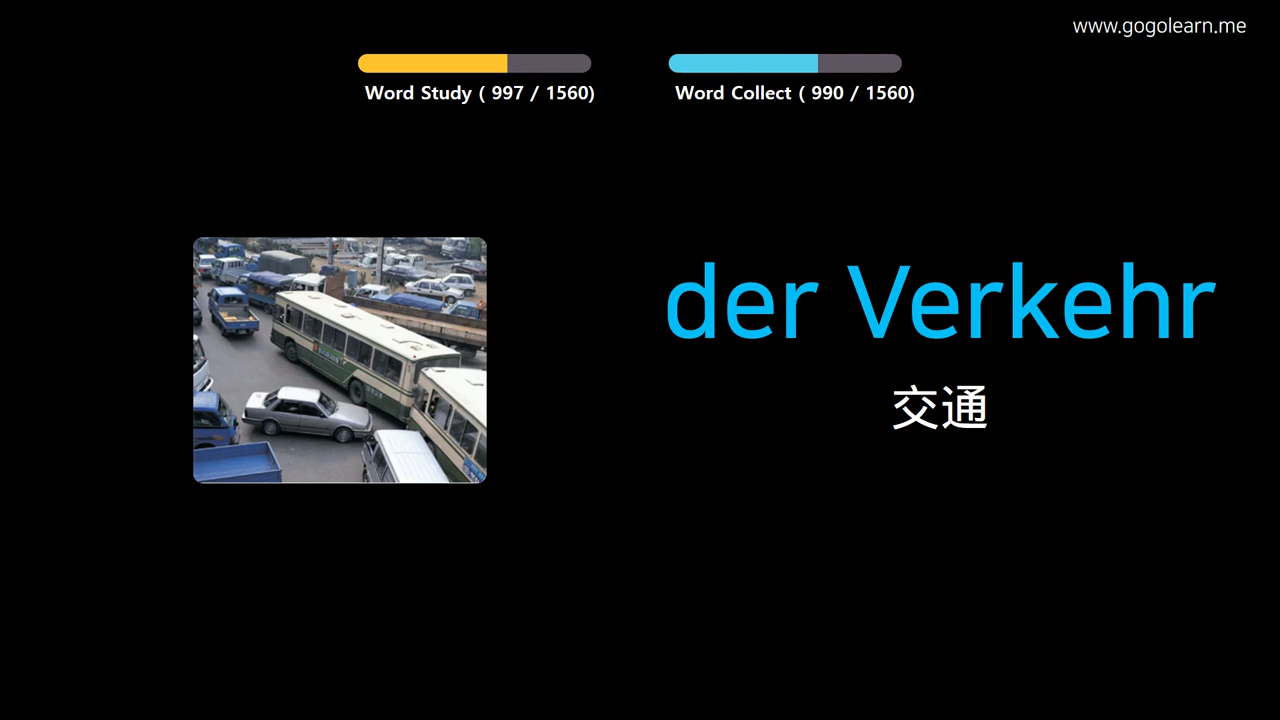 www.gogolearn.me
Word Study ( 997 / 1560)
Word Collect ( 990 / 1560)
der Verkehr
交通